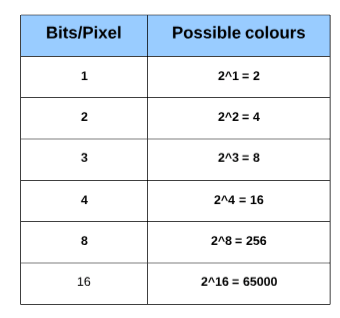 Bits/Pixel Possible colours
1 2^1 = 2
2 2^2 = 4
3 2^3 = 8
4 2^4 = 16
8 2^8 = 256
16 2^16 = 65000